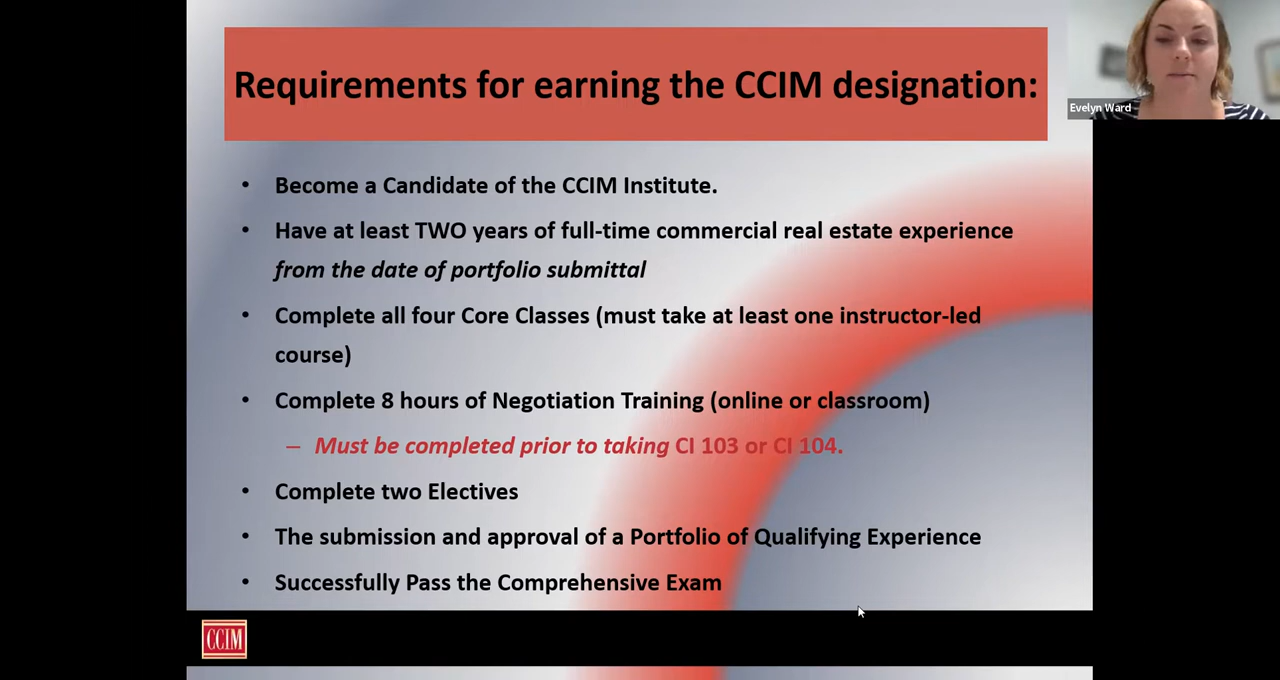 Requirements for earning the CCIM designation:
Evelyn Ward
• Become a Candidate of the CCIM Institute.
• Have at least TWO years of full-time commercial real estate experience
from the date of portfolio submittal
• Complete all four Core Classes (must take at least one instructor-led
course)
• Complete 8 hours of Negotiation Training (online or classroom)
– Must be completed prior to taking CI 103 or CI 104.
• Complete two Electives
• The submission and approval of a Portfolio of Qualifying Experience
• Successfully Pass the Comprehensive Exam
CCIM